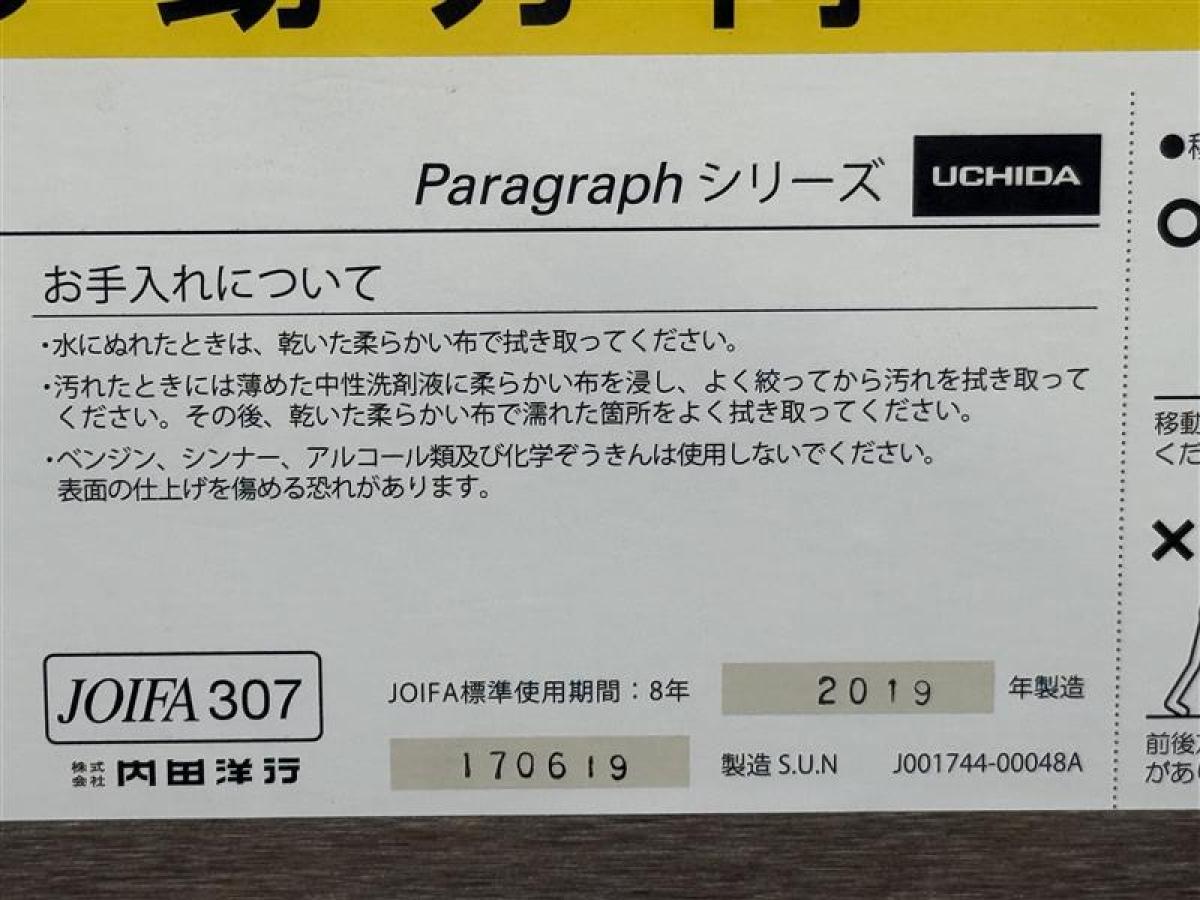 動方向
Paragraph シリーズ
UCHIDA
お手入れについて
・水にぬれたときは、乾いた柔らかい布で拭き取ってください。
・汚れたときには薄めた中性洗剤液に柔らかい布を浸し、よく絞ってから汚れを拭き取って
ください。その後、乾いた柔らかい布で濡れた箇所をよく拭き取ってください。
・ベンジン、シンナー、アルコール類及び化学ぞうきんは使用しないでください。
表面の仕上げを傷める恐れがあります。
JOIFA 307
JOIFA標準使用期間：8年
2019
年製造
株式会社 内田洋行
170619
製造 S.U.N
J001744-00048A
●移
○
移動
くだ
×
前後
があ